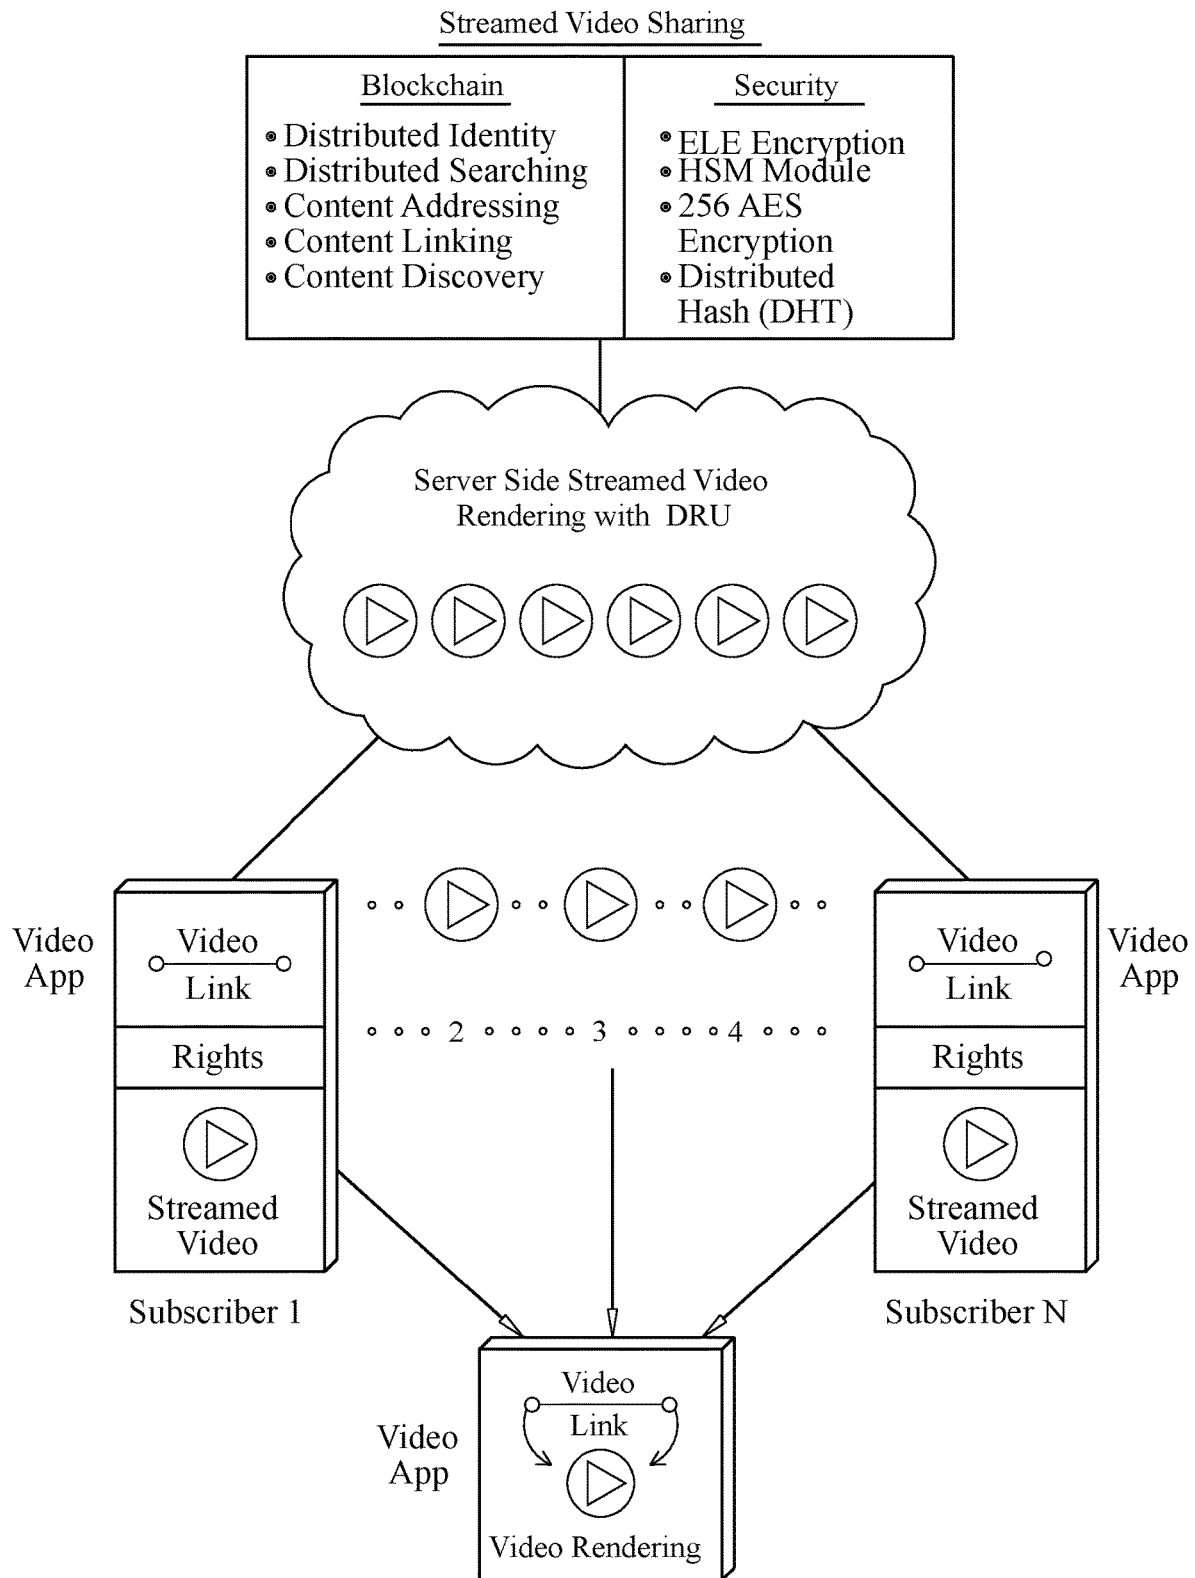 Streamed Video Sharing
Blockchain
Distributed Identity
Distributed Searching
Content Addressing
Content Linking
Content Discovery
Security
ELE Encryption
HSM Module
256 AES
Encryption
Distributed
Hash (DHT)
Server Side Streamed Video
Rendering with DRU
Video
App
Video
Link
Rights
Streamed
Video
Subscriber 1
2
3
4
Video
Link
Rights
Streamed
Video
Subscriber N
Video
App
Video
App
Video
Link
Video Rendering